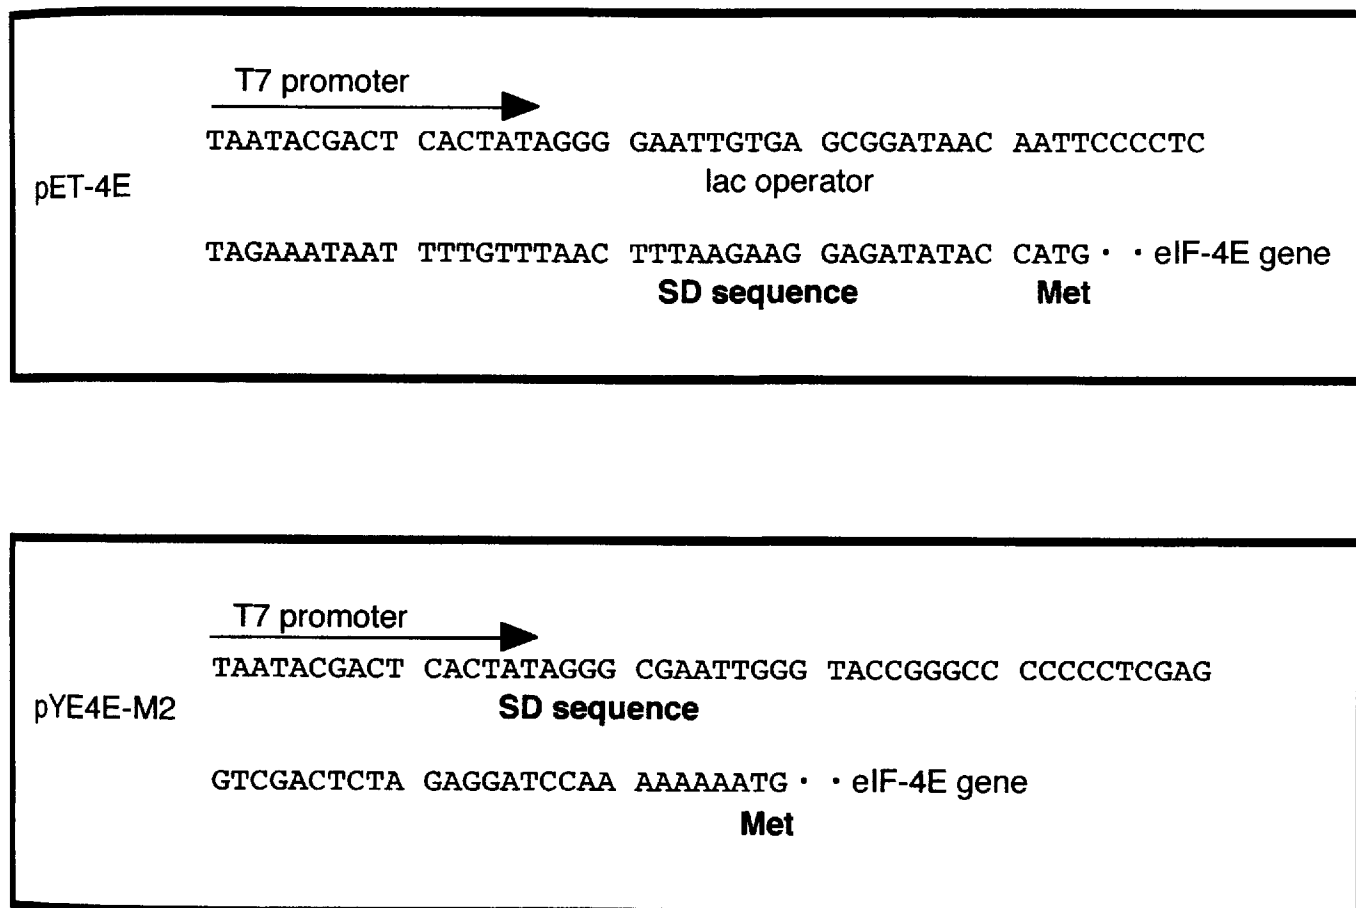 T7 promoter
TAATACGACT CACTATAGGG GAATTGTGA GCGGATAAC AATTCCCCTC
pET-4E
lac operator
TAGAAATAAT TTTGTTTAAC TTTAAGAAG GAGATATAC CATG · · eIF-4E gene
SD sequence Met
T7 promoter
TAATACGACT CACTATAGGG CGAATTGGG TACCGGGCC CCCCCTCGAG
pYE4E-M2
SD sequence
GTCGACTCTA GAGGATCCAA AAAAAATG · · eIF-4E gene
Met